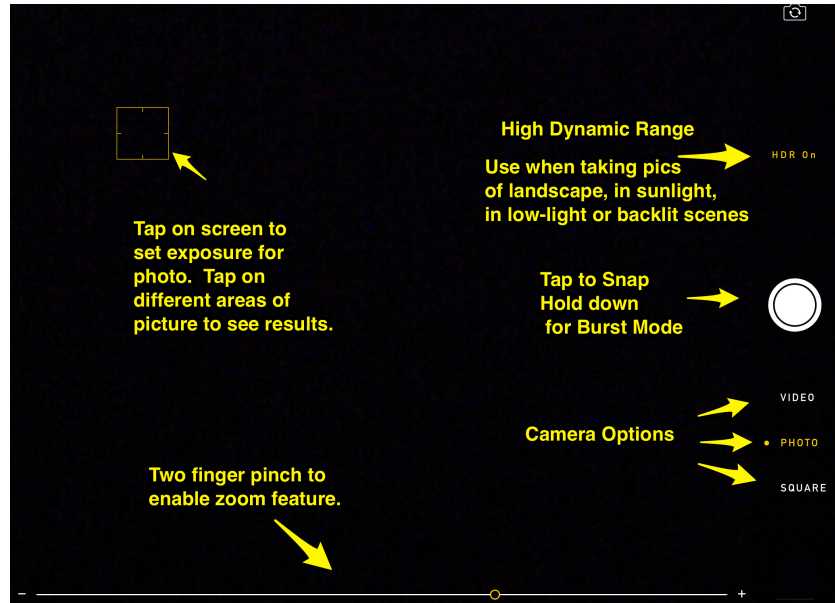 High Dynamic Range
HDR On
Use when taking pics
of landscape, in sunlight,
in low-light or backlit scenes
Tap on screen to
set exposure for
photo.  Tap on
different areas of
picture to see results.
Tap to Snap
Hold down
for Burst Mode
VIDEO
Camera Options
PHOTO
SQUARE
Two finger pinch to
enable zoom feature.
− +